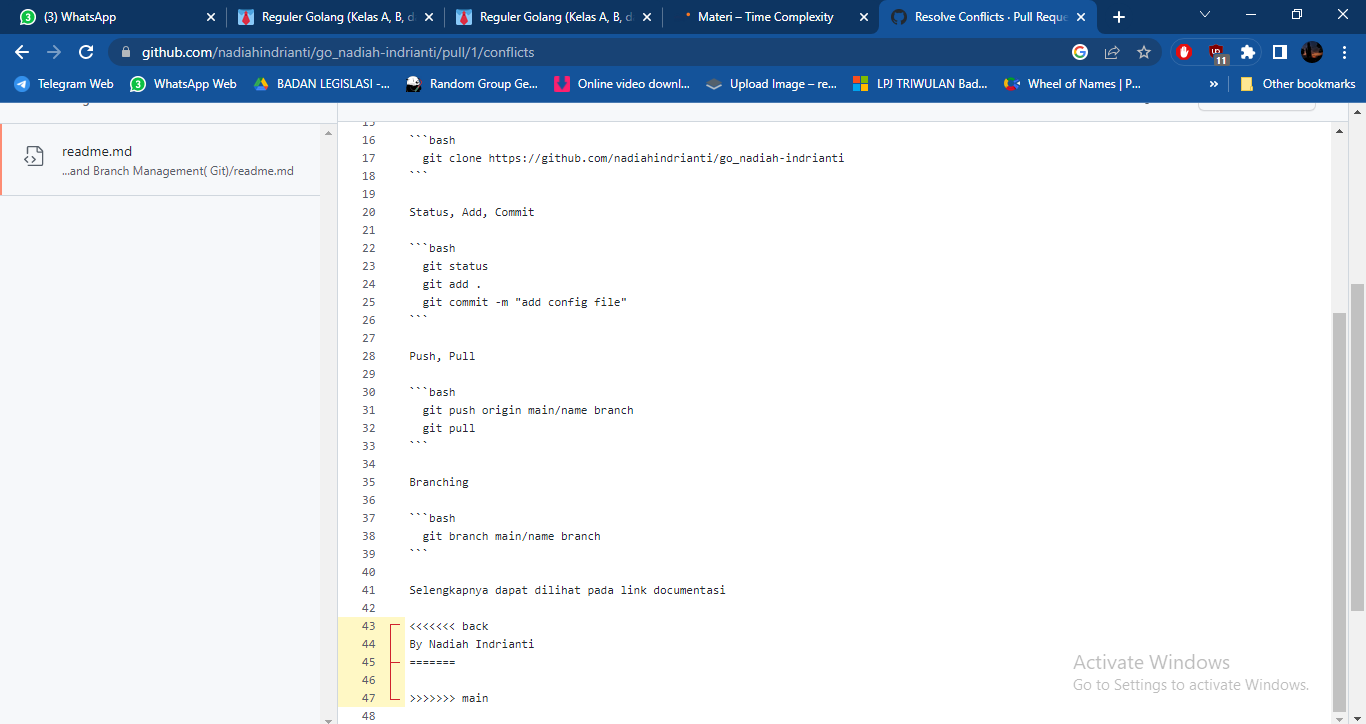 (3) WhatsApp
Reguler Golang (Kelas A, B, d
Reguler Golang (Kelas A, B, d
Materi – Time Complexity
Resolve Conflicts · Pull Reque
github.com/nadiahindrianti/go_nadiah-indrianti/pull/1/conflicts
11
Telegram Web
WhatsApp Web
BADAN LEGISLASI -...
Random Group Ge...
Online video downl...
Upload Image – re...
LPJ TRIWULAN Bad...
Wheel of Names | P...
»
Other bookmarks
readme.md
...and Branch Management( Git)/readme.md
15
16 ```bash
17 git clone https://github.com/nadiahindrianti/go_nadiah-indrianti
18 ```
19
20 Status, Add, Commit
21
22 ```bash
23 git status
24 git add .
25 git commit -m "add config file"
26 ```
27
28 Push, Pull
29
30 ```bash
31 git push origin main/name branch
32 git pull
33 ```
34
35 Branching
36
37 ```bash
38 git branch main/name branch
39 ```
40
41 Selengkapnya dapat dilihat pada link documentasi
42
43 <<<<<<< back
44 By Nadiah Indrianti
45 =======
46
47 >>>>>>> main
48
Activate Windows
Go to Settings to activate Windows.